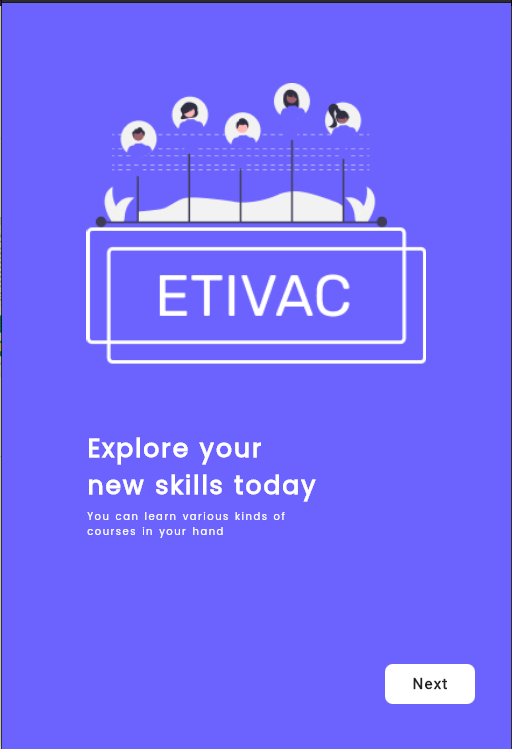 ETIVAC
Explore your
new skills today
You can learn various kinds of
courses in your hand
Next